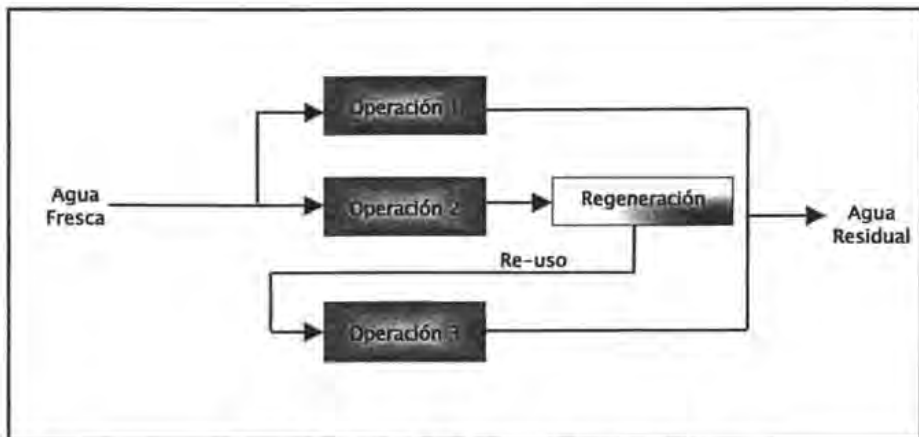 Operación 1
Agua
Fresca
Operación 2
Regeneración
Agua
Residual
Re-uso
Operación 3